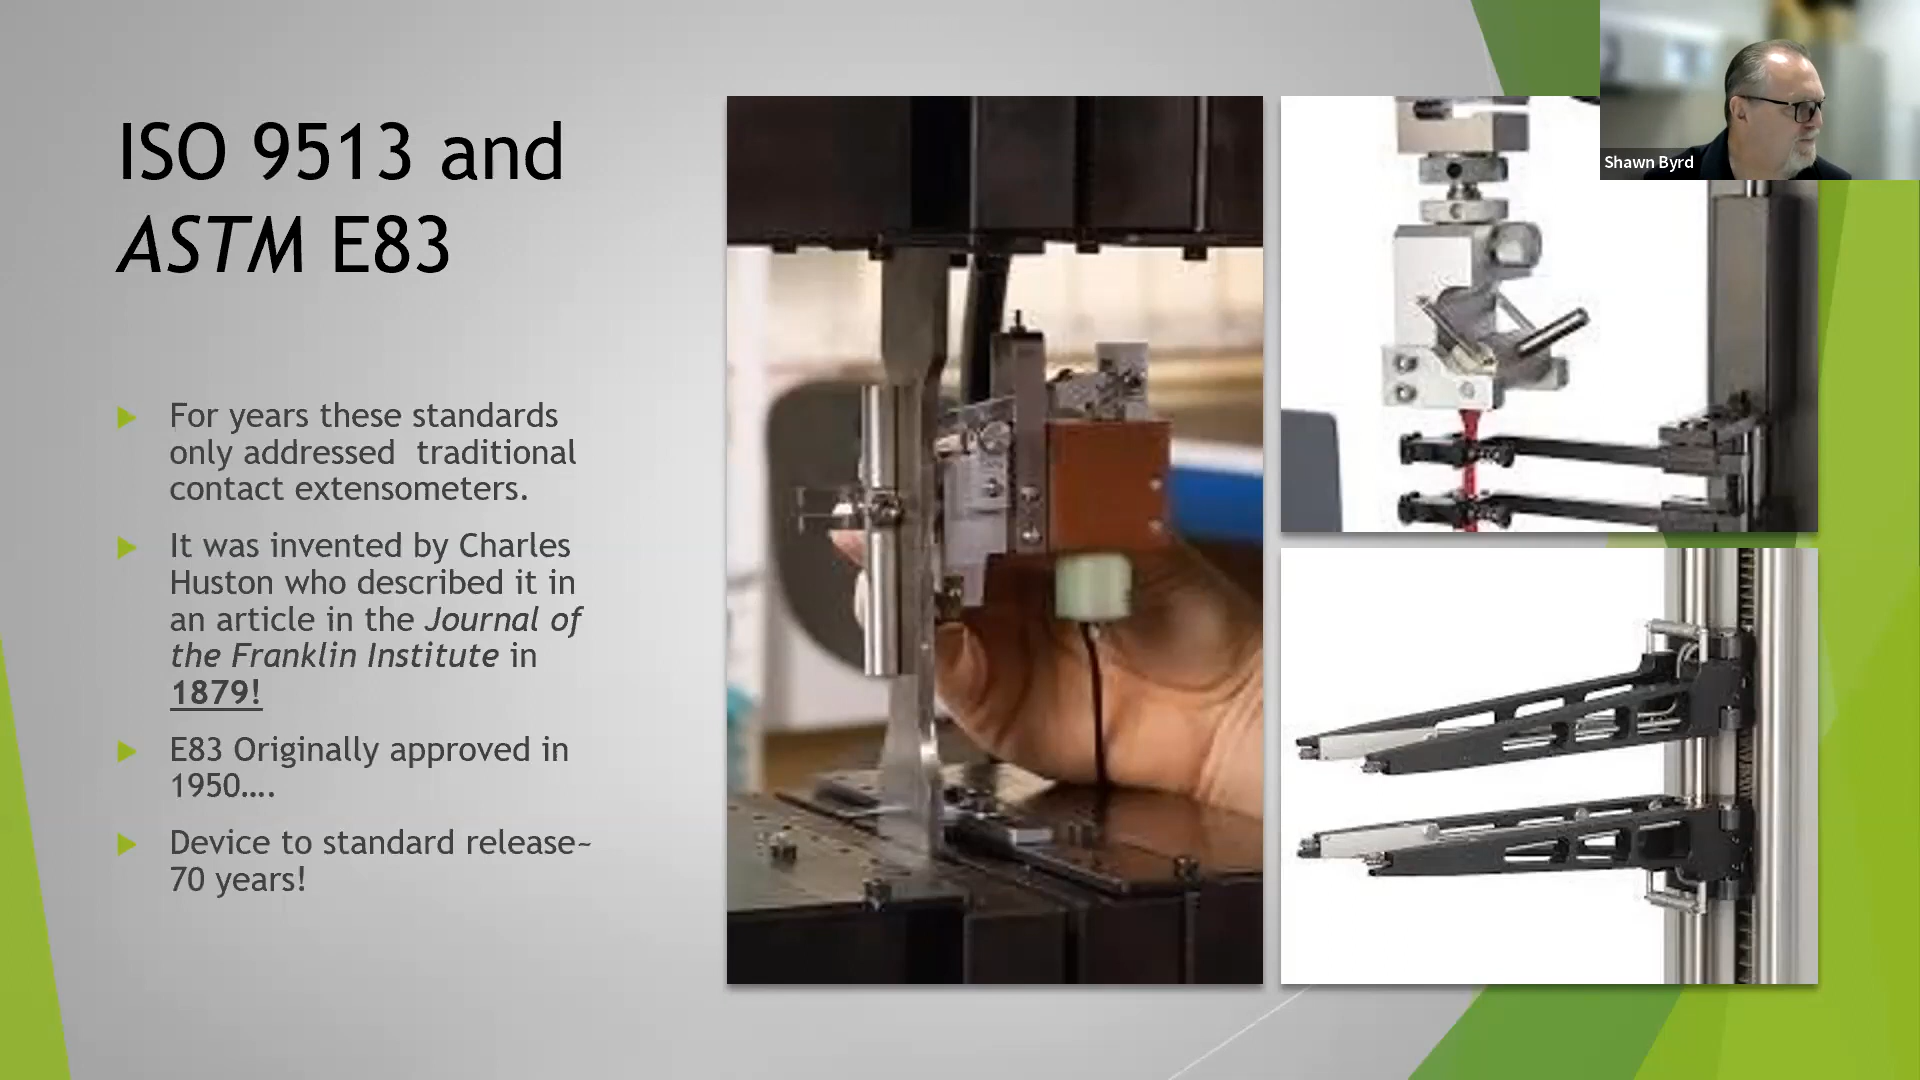 ISO 9513 and
ASTM E83
For years these standards
only addressed  traditional
contact extensometers.
It was invented by Charles
Huston who described it in
an article in the Journal of
the Franklin Institute in
1879!
E83 Originally approved in
1950….
Device to standard release~
70 years!
Shawn Byrd